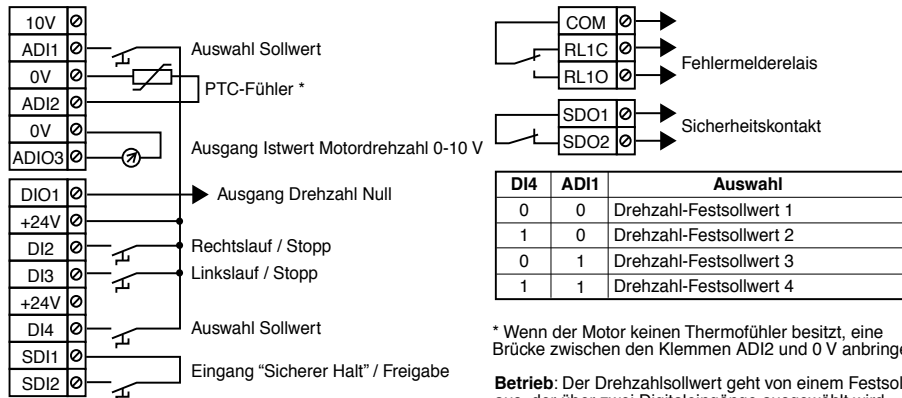 10V
ADI1
Auswahl Sollwert
0V
PTC-Fühler *
ADI2
0V
Ausgang Istwert Motordrehzahl 0-10 V
ADIO3
DIO1
Ausgang Drehzahl Null
+24V
DI2
Rechtslauf / Stopp
DI3
Linkslauf / Stopp
+24V
DI4
Auswahl Sollwert
SDI1
Eingang “Sicherer Halt” / Freigabe
SDI2
COM
RL1C
Fehlermelderelais
RL1O
SDO1
Sicherheitskontakt
SDO2
DI4 ADI1 Auswahl
0 0 Drehzahl-Festsollwert 1
1 0 Drehzahl-Festsollwert 2
0 1 Drehzahl-Festsollwert 3
1 1 Drehzahl-Festsollwert 4
* Wenn der Motor keinen Thermofühler besitzt, eine
Brücke zwischen den Klemmen ADI2 und 0 V anbringe
Betrieb: Der Drehzahlsollwert geht von einem Festsol